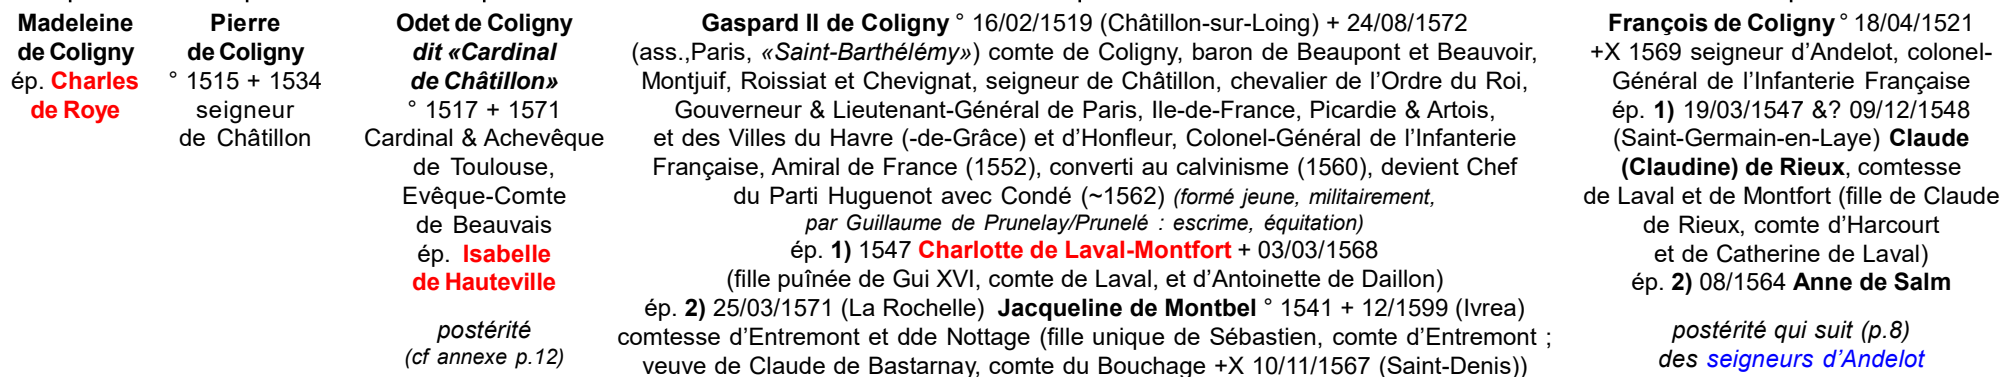 Madeleine
de Coligny
ép. Charles
de Roye
Pierre
de Coligny
° 1515 + 1534
seigneur
de Châtillon
Odet de Coligny
dit «Cardinal
de Châtillon»
° 1517 + 1571
Cardinal & Achevêque
de Toulouse,
Evêque-Comte
de Beauvais
ép. Isabelle
de Hauteville
postérité
(cf annexe p.12)
Gaspard II de Coligny ° 16/02/1519 (Châtillon-sur-Loing) + 24/08/1572
(ass.,Paris, «Saint-Barthélémy») comte de Coligny, baron de Beaupont et Beauvoir,
Montjuif, Roissiat et Chevignat, seigneur de Châtillon, chevalier de l’Ordre du Roi,
Gouverneur & Lieutenant-Général de Paris, Ile-de-France, Picardie & Artois,
et des Villes du Havre (-de-Grâce) et d’Honfleur, Colonel-Général de l’Infanterie
Française, Amiral de France (1552), converti au calvinisme (1560), devient Chef
du Parti Huguenot avec Condé (~1562) (formé jeune, militairement,
par Guillaume de Prunelay/Prunelé : escrime, équitation)
ép. 1) 1547 Charlotte de Laval-Montfort + 03/03/1568
(fille puînée de Gui XVI, comte de Laval, et d’Antoinette de Daillon)
ép. 2) 25/03/1571 (La Rochelle) Jacqueline de Montbel ° 1541 + 12/1599 (Ivrea)
comtesse d’Entremont et dde Nottage (fille unique de Sébastien, comte d’Entremont ;
veuve de Claude de Bastarnay, comte du Bouchage +X 10/11/1567 (Saint-Denis))
François de Coligny ° 18/04/1521
+X 1569 seigneur d’Andelot, colonel-
Général de l’Infanterie Française
ép. 1) 19/03/1547 &? 09/12/1548
(Saint-Germain-en-Laye) Claude
(Claudine) de Rieux, comtesse
de Laval et de Montfort (fille de Claude
de Rieux, comte d’Harcourt
et de Catherine de Laval)
ép. 2) 08/1564 Anne de Salm
postérité qui suit (p.8)
des seigneurs d’Andelot